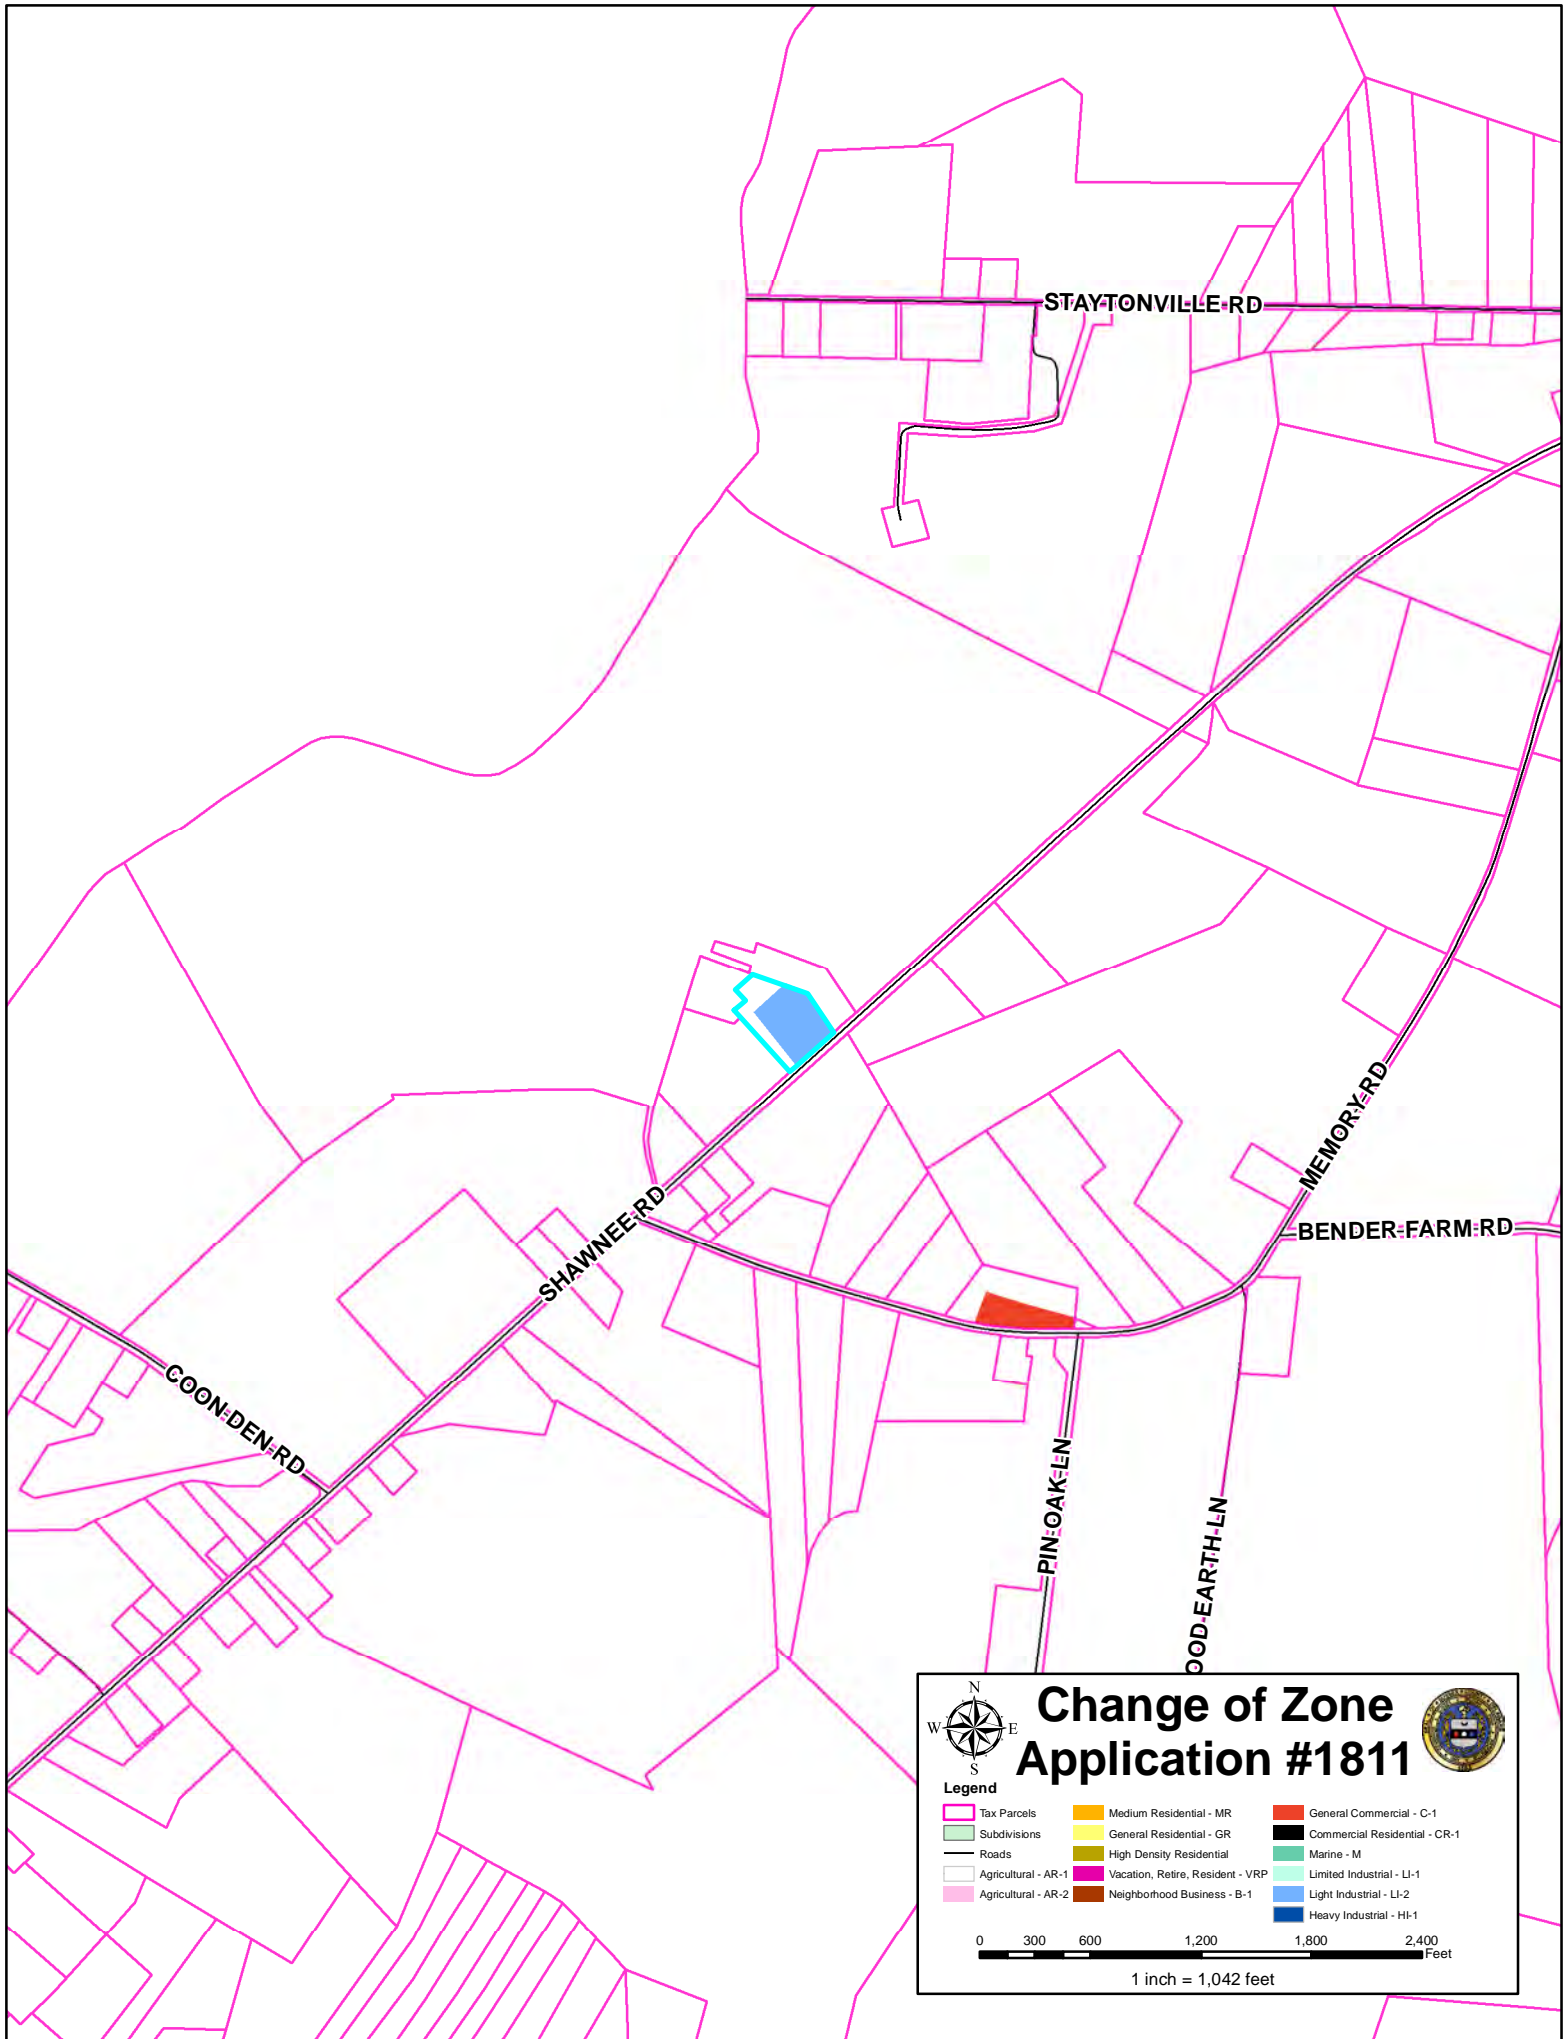 STAYTONVILLE RD
MEMORY RD
BENDER FARM RD
SHAWNEE RD
COON DEN RD
PIN OAK LN
OOD EARTH LN
N
W E
S
Change of Zone
Application #1811
Legend
Tax Parcels
Subdivisions
Roads
Agricultural - AR-1
Agricultural - AR-2
Medium Residential - MR
General Residential - GR
High Density Residential
Vacation, Retire, Resident - VRP
Neighborhood Business - B-1
General Commercial - C-1
Commercial Residential - CR-1
Marine - M
Limited Industrial - LI-1
Light Industrial - LI-2
Heavy Industrial - HI-1
0 300 600 1,200 1,800 2,400
Feet
1 inch = 1,042 feet